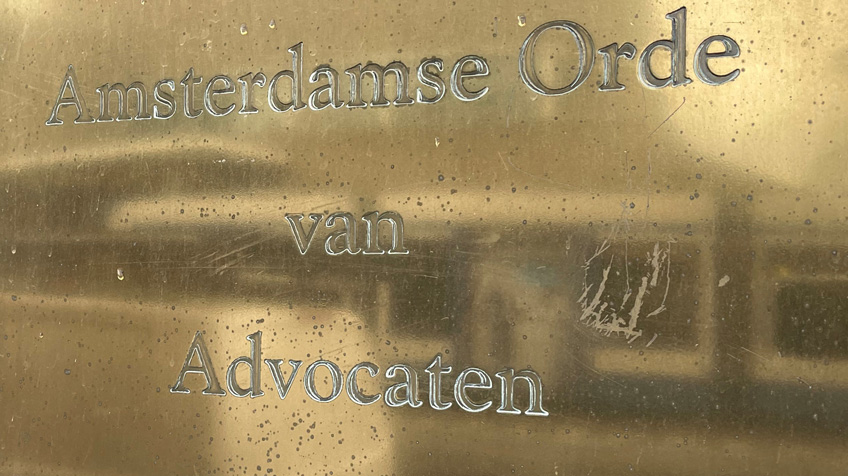 Amsterdamse Orde
van
Advocaten